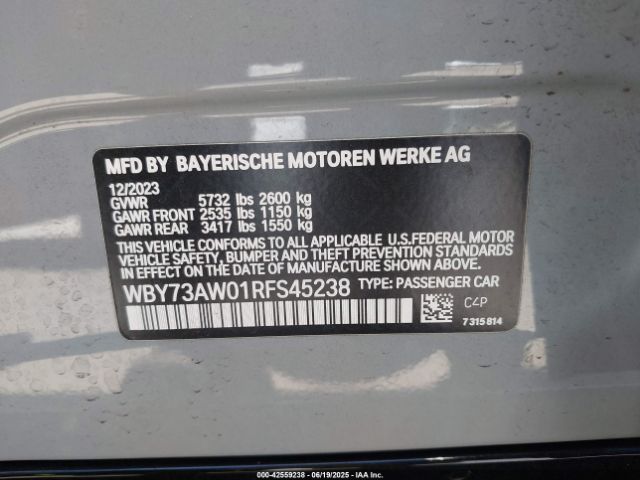 MFD BY BAYERISCHE MOTOREN WERKE AG
12/2023
GVWR 5732 lbs 2600 kg
GAWR FRONT 2535 lbs 1150 kg
GAWR REAR 3417 lbs 1550 kg
THIS VEHICLE CONFORMS TO ALL APPLICABLE U.S.FEDERAL MOTOR
VEHICLE SAFETY, BUMPER AND THEFT PREVENTION STANDARDS
IN EFFECT ON THE DATE OF MANUFACTURE SHOWN ABOVE.
WBY73AW01RFS45238 TYPE: PASSENGER CAR
C4P
7315814
000-42559238 - 06/19/2025 - IAA Inc.